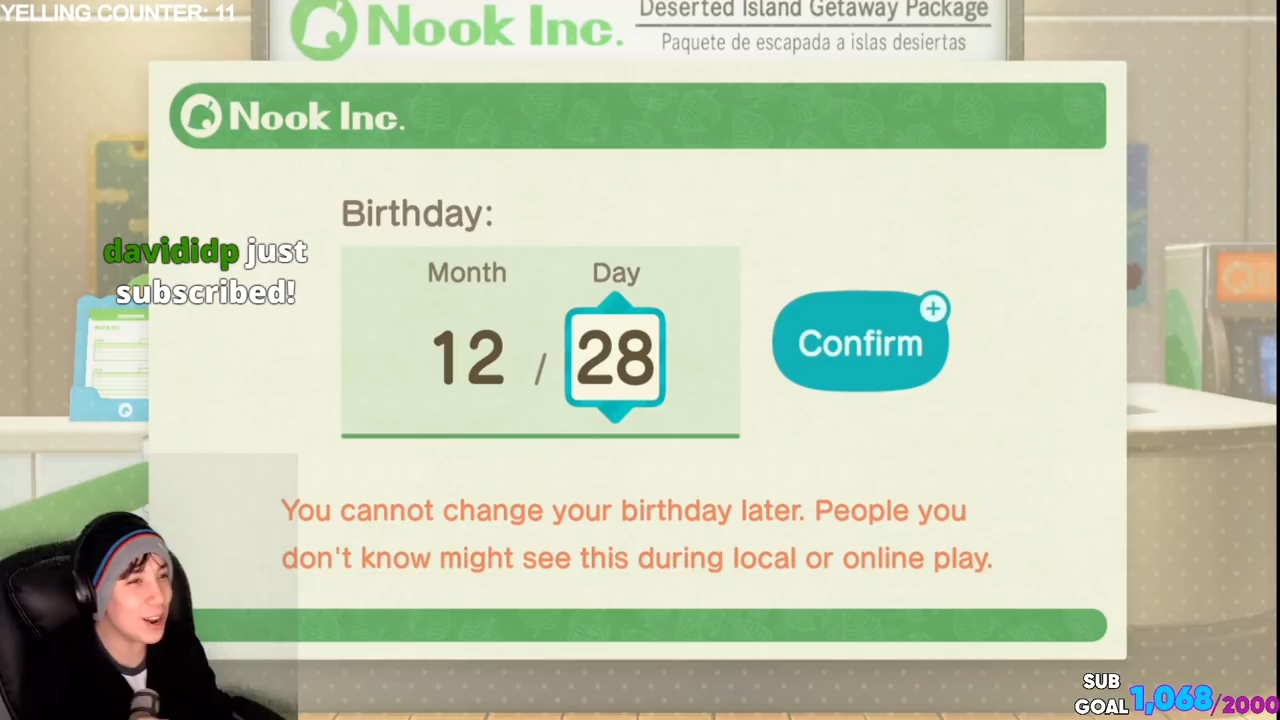 YELLING COUNTER: 11
Nook Inc.
Deserted Island Getaway Package
Paquete de escapada a islas desiertas
Nook Inc.
Birthday:
davididp just
subscribed!
Month Day
12 / 28
Confirm
You cannot change your birthday later. People you
don't know might see this during local or online play.
SUB
GOAL 1,068/2000